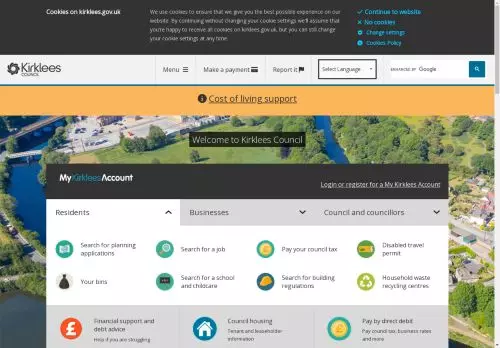 Cookies on kirklees.gov.uk
We use cookies to ensure that we give you the best possible experience on our
website. By continuing without changing your cookie settings we'll assume that
you're happy to receive all cookies on kirklees.gov.uk, but you can still change
your cookie settings at any time.
Continue to website
No cookies
Change settings
Cookies Policy
Kirklees
COUNCIL
Menu
Make a payment
Report it
Select Language
ENHANCED BY Google
Cost of living support
Welcome to Kirklees Council
MyKirkleesAccount
Login or register for a My Kirklees Account
Residents
Businesses
Council and councillors
Search for planning
applications
Search for a job
Pay your council tax
Disabled travel
permit
Your bins
Search for a school
and childcare
Search for building
regulations
Household waste
recycling centres
Financial support and
debt advice
Help if you are struggling
Council housing
Tenant and leaseholder
information
Pay by direct debit
Pay council tax, business rates
and more